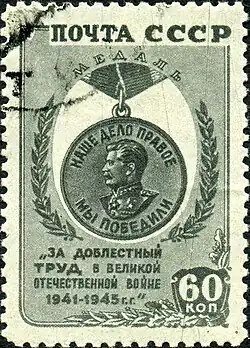 ПОЧТА СССР
МЕДАЛЬ
НАШЕ ДЕЛО ПРАВОЕ
МЫ ПОБЕДИЛИ
„ЗА ДОБЛЕСТНЫЙ
ТРУД В ВЕЛИКОЙ
ОТЕЧЕСТВЕННОЙ ВОЙНЕ
1941-1945 г.г.“
60
КОП